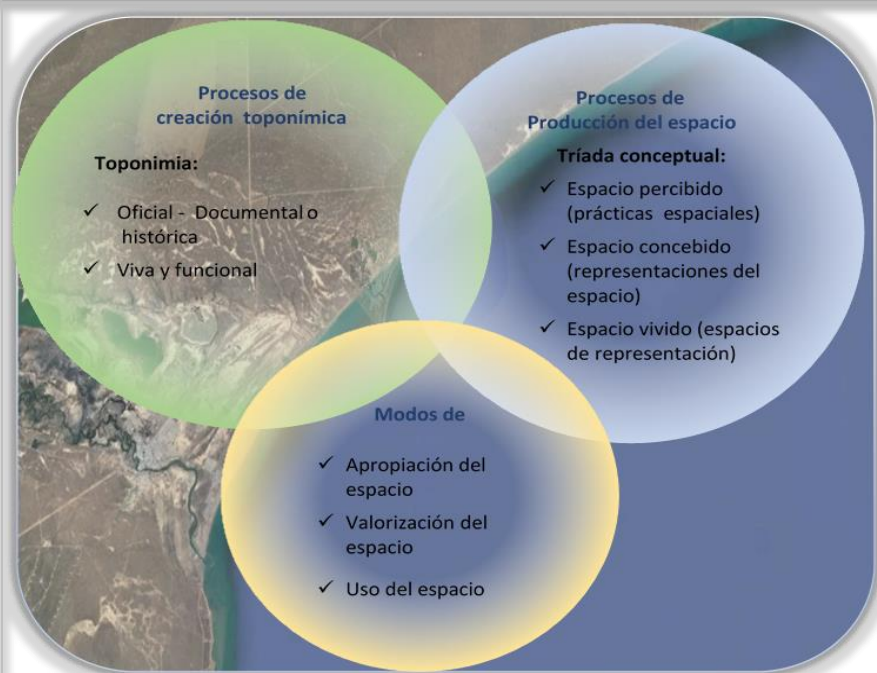 Procesos de
creación toponímica
Toponimia:
✓ Oficial - Documental o
histórica
✓ Viva y funcional
Procesos de
Producción del espacio
Tríada conceptual:
✓ Espacio percibido
(prácticas espaciales)
✓ Espacio concebido
(representaciones del
espacio)
✓ Espacio vivido (espacios
de representación)
Modos de
✓ Apropiación del
espacio
✓ Valorización del
espacio
✓ Uso del espacio